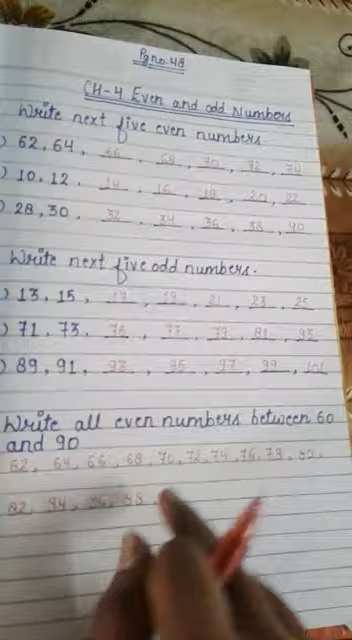 Pg no. 48
CH-4 Even and odd Numbers
Write next five even numbers.
) 62, 64, 66, 68, 70, 72, 74
) 10, 12, 14, 16, 18, 20, 22
) 28, 30, 32, 34, 36, 38, 40
Write next five odd numbers.
) 13, 15, 17, 19, 21, 23, 25
) 71, 73, 75, 77, 79, 81, 83
) 89, 91, 93, 95, 97, 99, 101
Write all even numbers between 60
and 90
62, 64, 66, 68, 70, 72, 74, 76, 78, 80,
82, 84, 86, 88